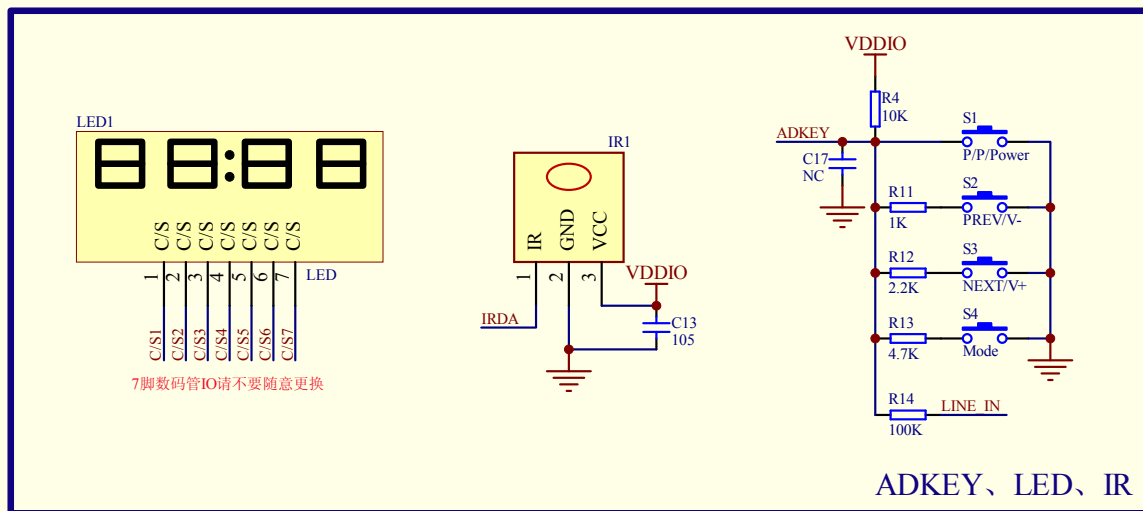 LED1
C/S
C/S
C/S
C/S
C/S
C/S
C/S
1
2
3
4
5
6
7
LED
C/S1
C/S2
C/S3
C/S4
C/S5
C/S6
C/S7
7脚数码管IO请不要随意更换
IR1
IR
GND
VCC
1
2
3
VDDIO
IRDA
C13
105
VDDIO
R4
10K
ADKEY
C17
NC
S1
P/P/Power
R11
1K
S2
PREV/V-
R12
2.2K
S3
NEXT/V+
R13
4.7K
S4
Mode
R14
100K
LINE_IN
ADKEY、LED、IR